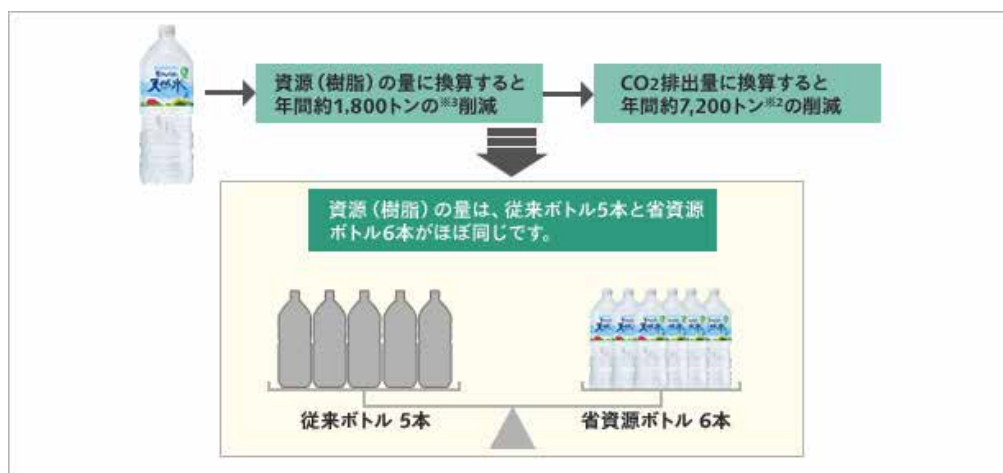 天然水
資源（樹脂）の量に換算すると
年間約1,800トンの※3削減
CO2排出量に換算すると
年間約7,200トン※2の削減
資源（樹脂）の量は、従来ボトル5本と省資源
ボトル6本がほぼ同じです。
従来ボトル 5本
省資源ボトル 6本